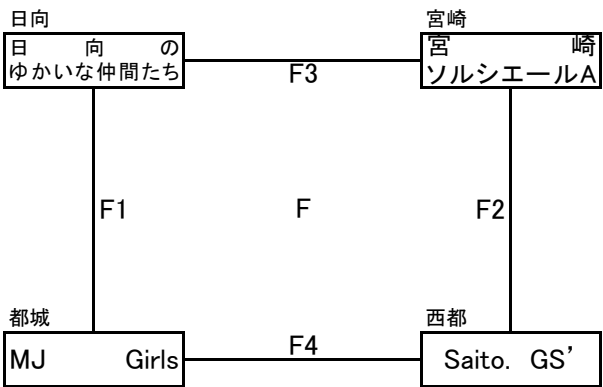 日向
宮崎
日向の
ゆかいな仲間たち
宮崎
ソルシエールA
F3
F1
F
F2
都城
西都
MJ Girls
F4
Saito. GS’